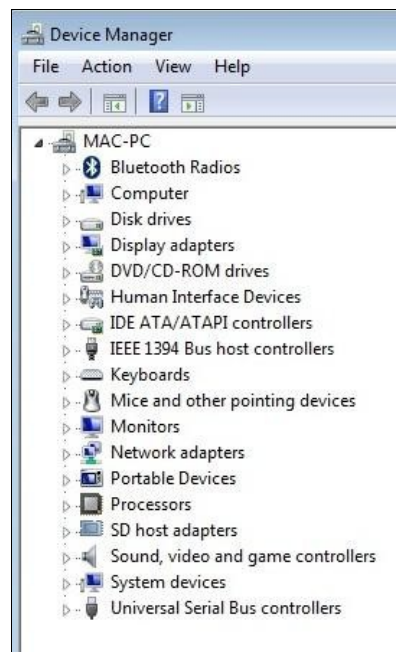 Device Manager
File Action View Help
MAC-PC
Bluetooth Radios
Computer
Disk drives
Display adapters
DVD/CD-ROM drives
Human Interface Devices
IDE ATA/ATAPI controllers
IEEE 1394 Bus host controllers
Keyboards
Mice and other pointing devices
Monitors
Network adapters
Portable Devices
Processors
SD host adapters
Sound, video and game controllers
System devices
Universal Serial Bus controllers